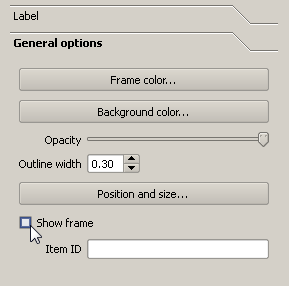 Label
General options
Frame color...
Background color...
Opacity
Outline width 0.30
Position and size...
Show frame
Item ID